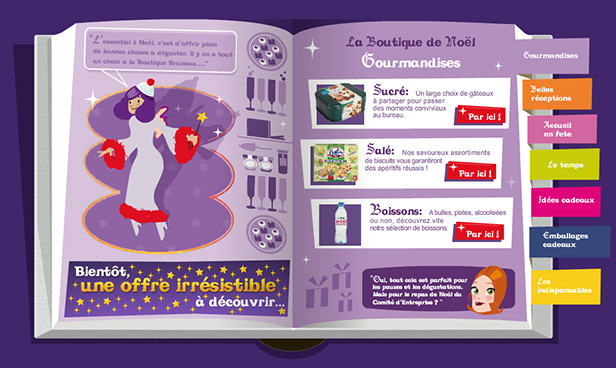 "L'essentiel à Noël, c'est d'offrir plein
de bonnes choses a déguster. Il y en a tout
un choix a la Boutique Bruneau...."
Bientôt,
une offre irrésistible
à découvrir...
La Boutique de Noël
Gourmandises
Sucré: Un large choix de gâteaux
à partager pour passer
des moments conviviaux
au bureau.
Par ici !
Salé: Nos savoureux assortiments
de biscuits vous garantiront
des apéritifs réussis !
Par ici !
Boissons: A bulles, plates, alcoolisées
ou non, découvrez vite
notre sélection de boissons.
Par ici !
"Oui, tout cela est parfait pour
les pauses et les dégustations.
Mais pour le repas de Noël du
Comité d'Entreprise ? "
Gourmandises
Belles
réceptions
Accueil
en fete
Le temps
Idées cadeaux
Emballages
cadeaux
Les
indispensables